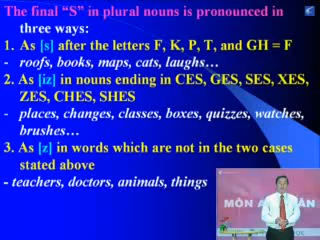 The final “S” in plural nouns is pronounced in
three ways:
1. As [s] after the letters F, K, P, T, and GH = F
- roofs, books, maps, cats, laughs…
2. As [iz] in nouns ending in CES, GES, SES, XES,
ZES, CHES, SHES
- places, changes, classes, boxes, quizzes, watches,
brushes…
3. As [z] in words which are not in the two cases
stated above
- teachers, doctors, animals, things
MÔN